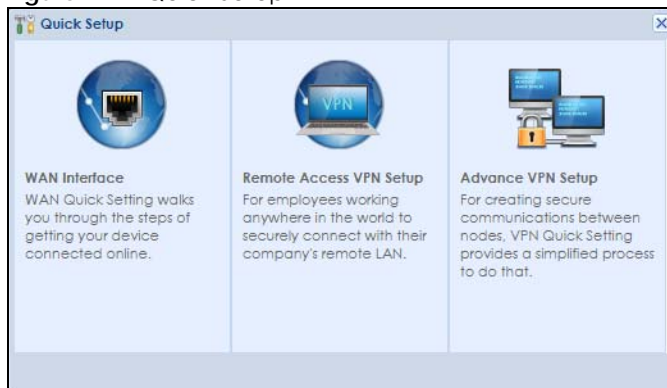 Quick Setup
WAN Interface
WAN Quick Setting walks
you through the steps of
getting your device
connected online.
VPN
Remote Access VPN Setup
For employees working
anywhere in the world to
securely connect with their
company's remote LAN.
Advance VPN Setup
For creating secure
communications between
nodes, VPN Quick Setting
provides a simplified process
to do that.